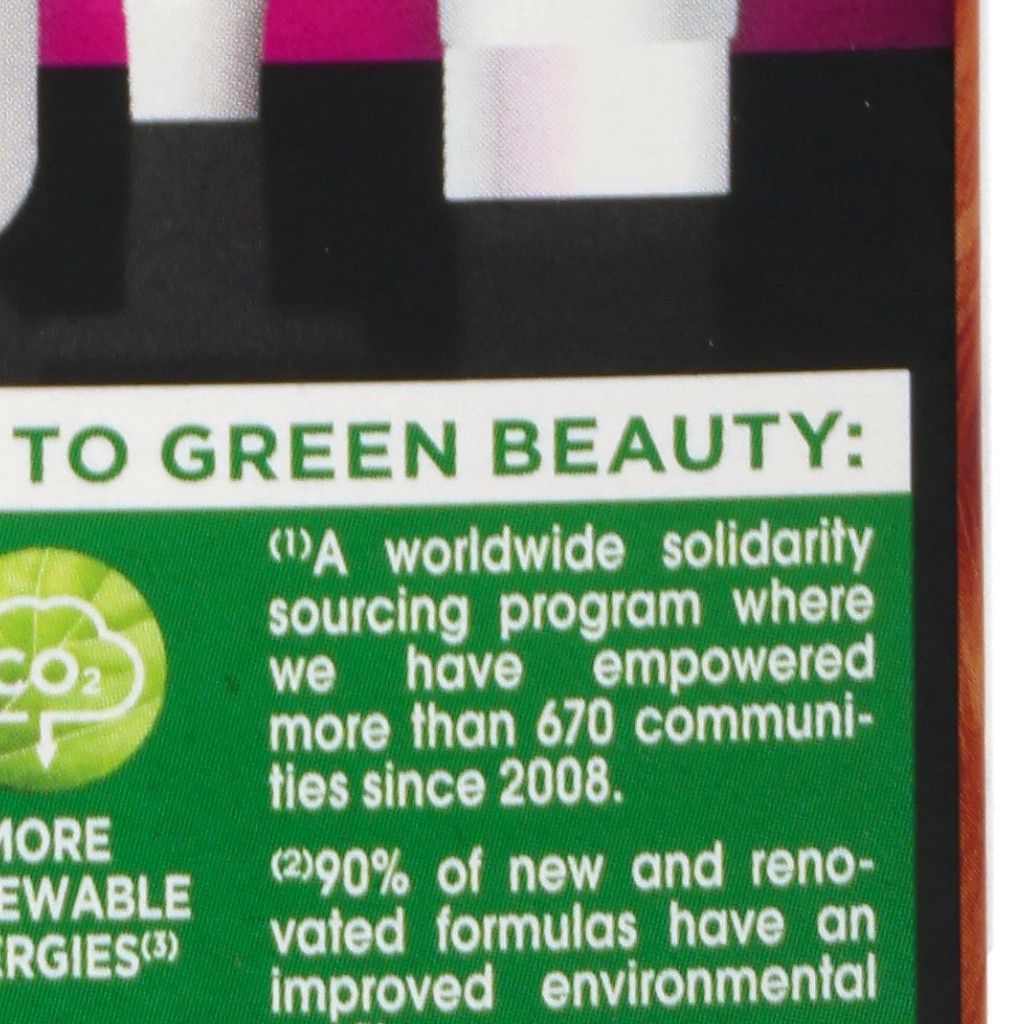 TO GREEN BEAUTY:
CO₂
MORE
EWABLE
ERGIES(3)
(1)A worldwide solidarity
sourcing program where
we have empowered
more than 670 communi-
ties since 2008.
(2)90% of new and reno-
vated formulas have an
improved environmental